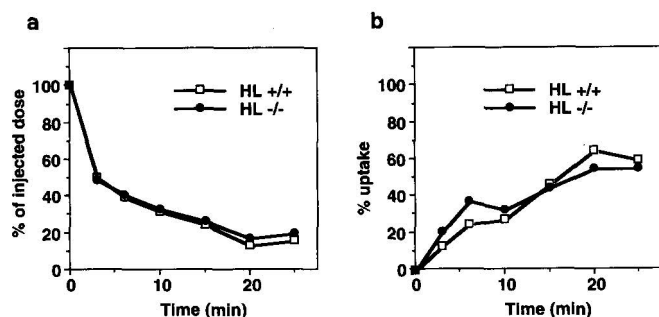 a
b
100
80
60
40
20
0
% of injected dose
HL +/+
HL -/-
0 10 20
Time (min)
100
80
60
40
20
0
% uptake
HL +/+
HL -/-
0 10 20
Time (min)